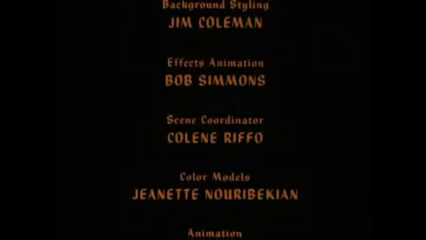 Background Styling
JIM COLEMAN
Effects Animation
BOB SIMMONS
Scene Coordinator
COLENE RIFFO
Color Models
JEANETTE NOURIBEKIAN
Animation